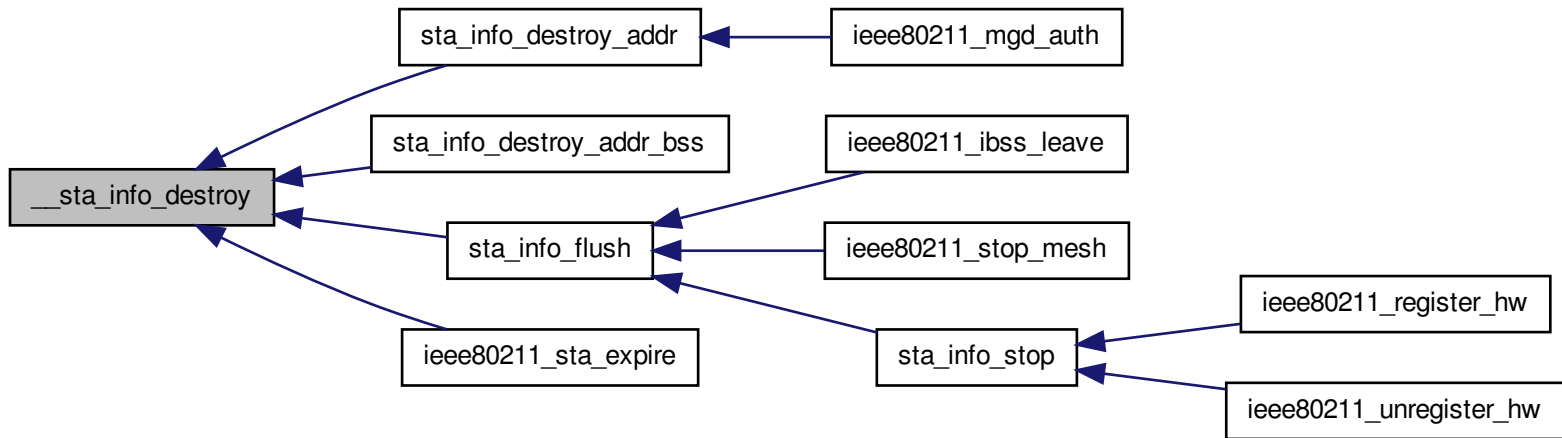 sta_info_destroy_addr
ieee80211_mgd_auth
sta_info_destroy_addr_bss
ieee80211_ibss_leave
__sta_info_destroy
sta_info_flush
ieee80211_stop_mesh
ieee80211_register_hw
ieee80211_sta_expire
sta_info_stop
ieee80211_unregister_hw